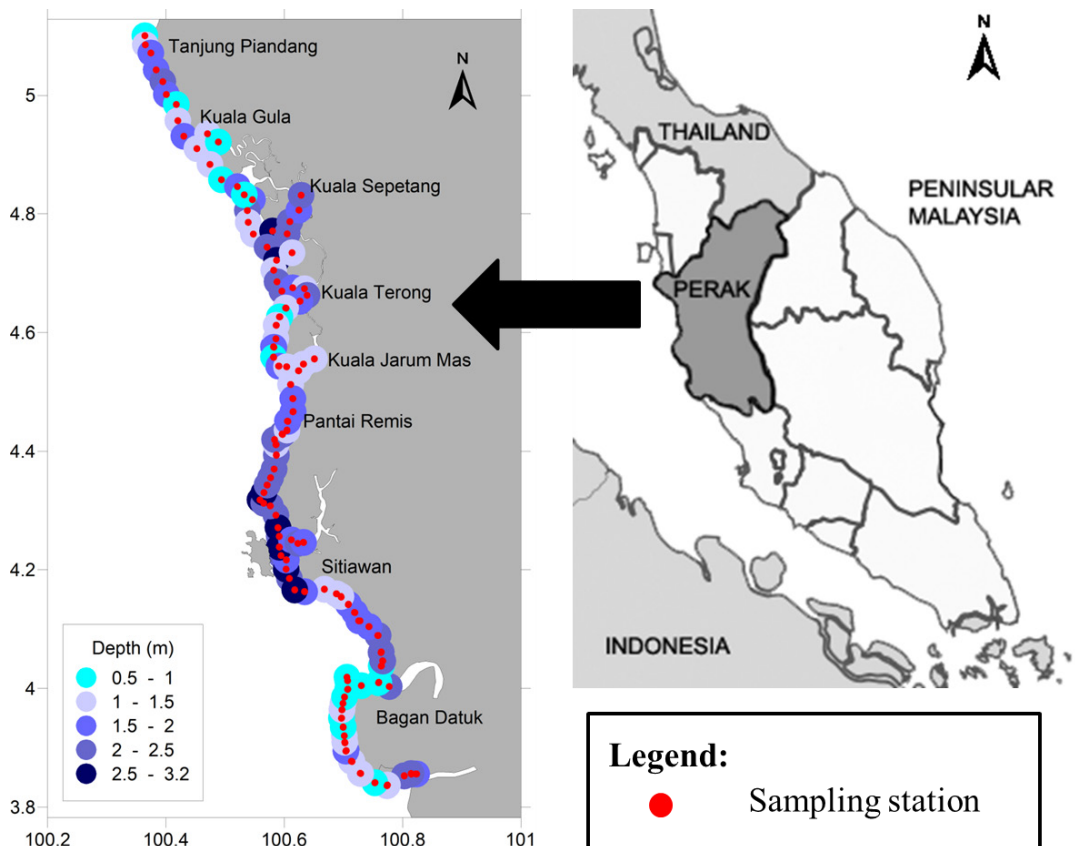 Tanjung Piandang
N
5
Kuala Gula
Kuala Sepetang
4.8
Kuala Terong
4.6
Kuala Jarum Mas
Pantai Remis
4.4
4.2
Sitiawan
Depth (m)
0.5 - 1
1 - 1.5
1.5 - 2
2 - 2.5
2.5 - 3.2
4
Bagan Datuk
3.8
100.2
100.4
100.6
100.8
101
N
THAILAND
PENINSULAR
MALAYSIA
PERAK
INDONESIA
Legend:
Sampling station